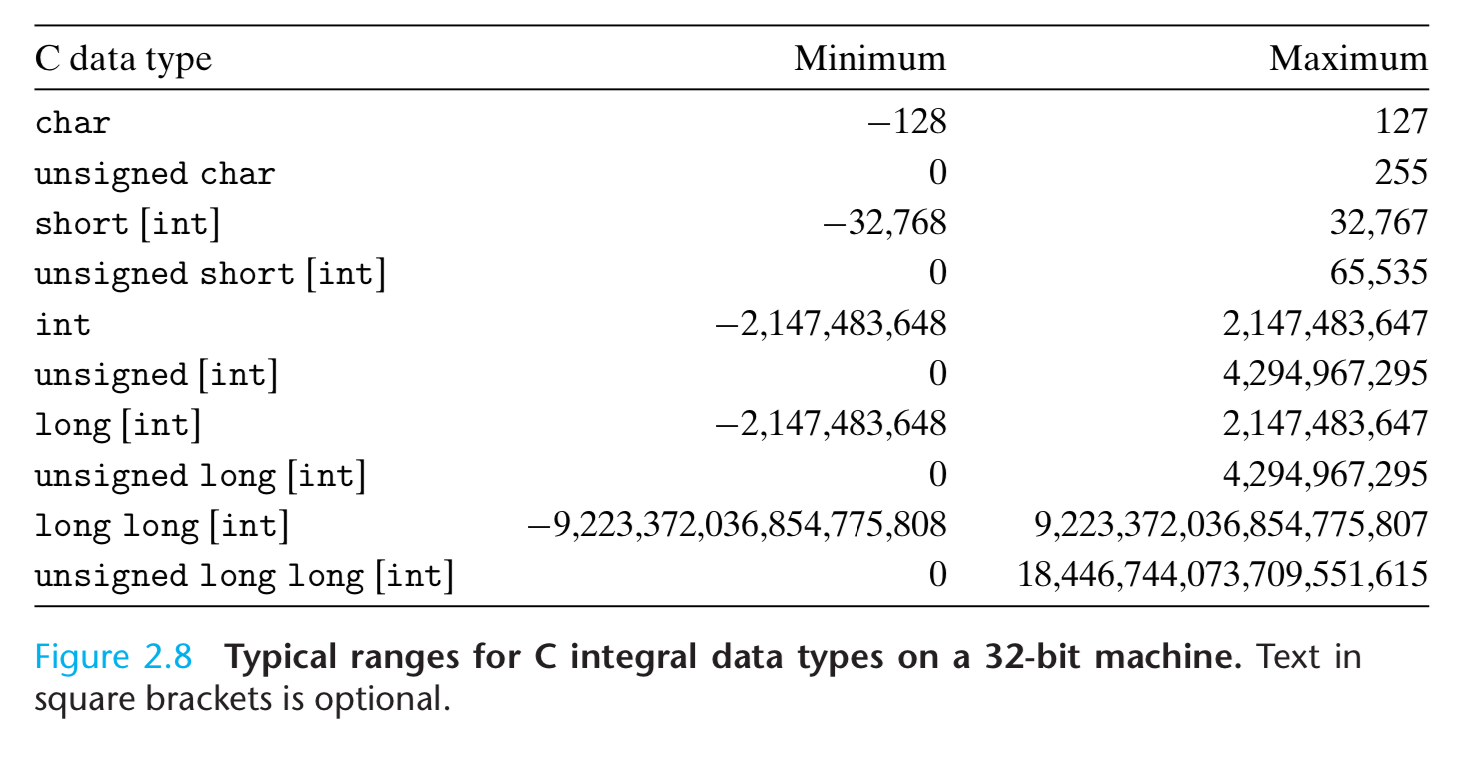 C data type Minimum Maximum
char −128 127
unsigned char 0 255
short [int] −32,768 32,767
unsigned short [int] 0 65,535
int −2,147,483,648 2,147,483,647
unsigned [int] 0 4,294,967,295
long [int] −2,147,483,648 2,147,483,647
unsigned long [int] 0 4,294,967,295
long long [int] −9,223,372,036,854,775,808 9,223,372,036,854,775,807
unsigned long long [int] 0 18,446,744,073,709,551,615
Figure 2.8 Typical ranges for C integral data types on a 32-bit machine. Text in
square brackets is optional.